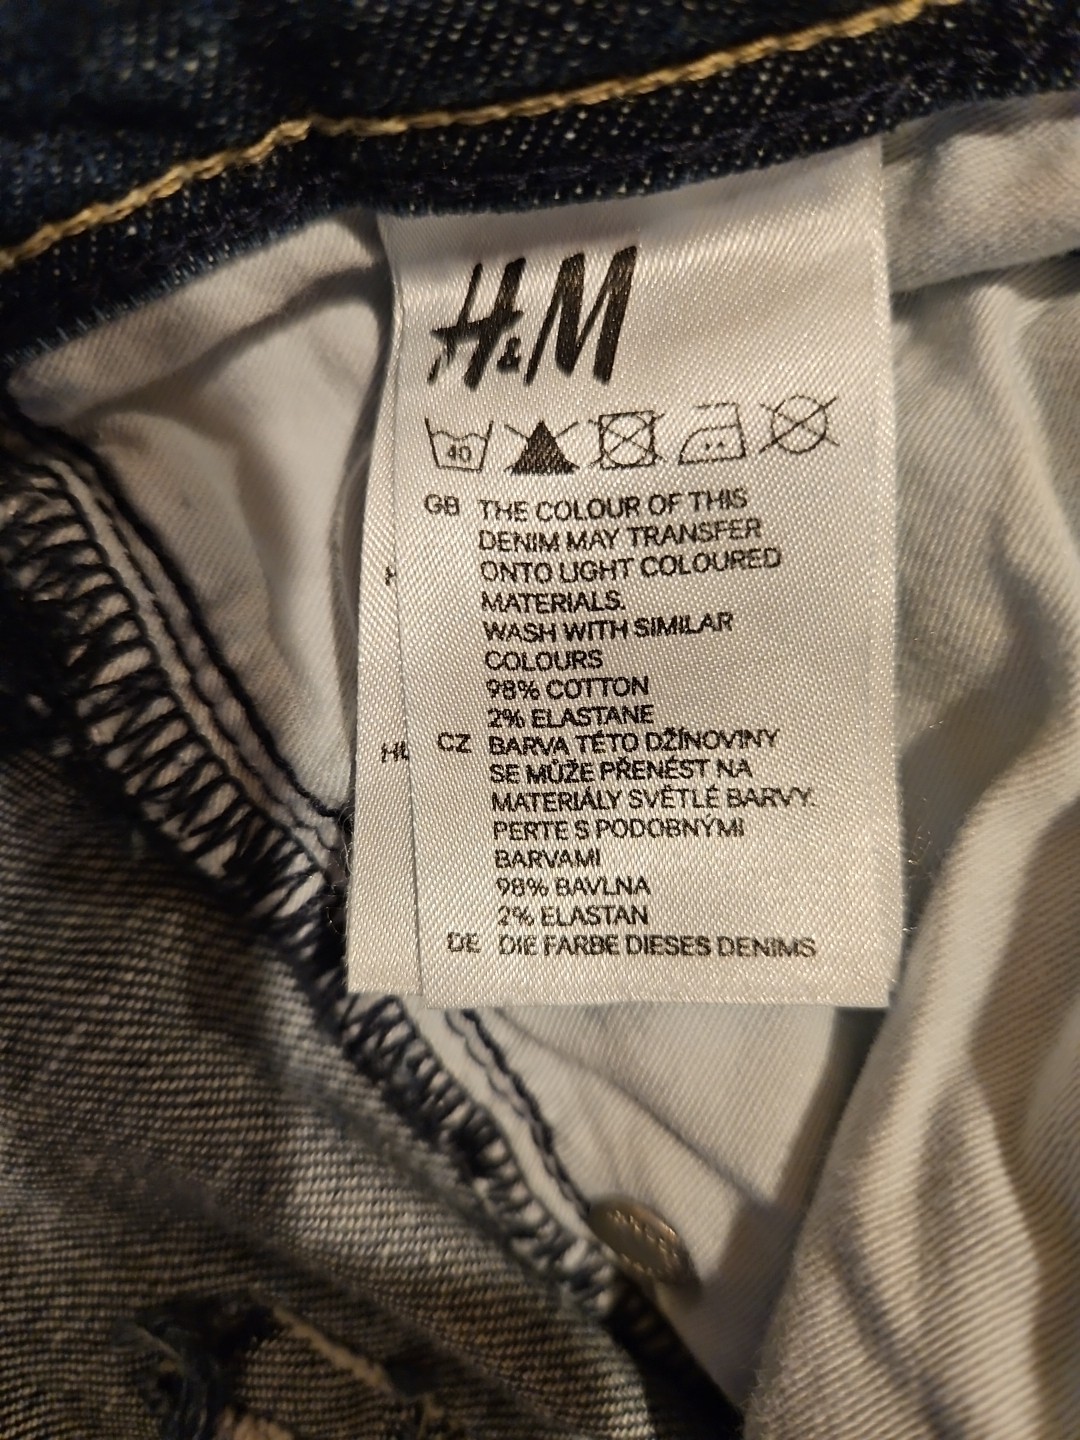 H&M
40
GB THE COLOUR OF THIS
DENIM MAY TRANSFER
ONTO LIGHT COLOURED
MATERIALS.
WASH WITH SIMILAR
COLOURS
98% COTTON
2% ELASTANE
CZ BARVA TÉTO DŽÍNOVINY
SE MŮŽE PŘENÉST NA
MATERIÁLY SVĚTLÉ BARVY.
PERTE S PODOBNÝMI
BARVAMI
98% BAVLNA
2% ELASTAN
DE DIE FARBE DIESES DENIMS